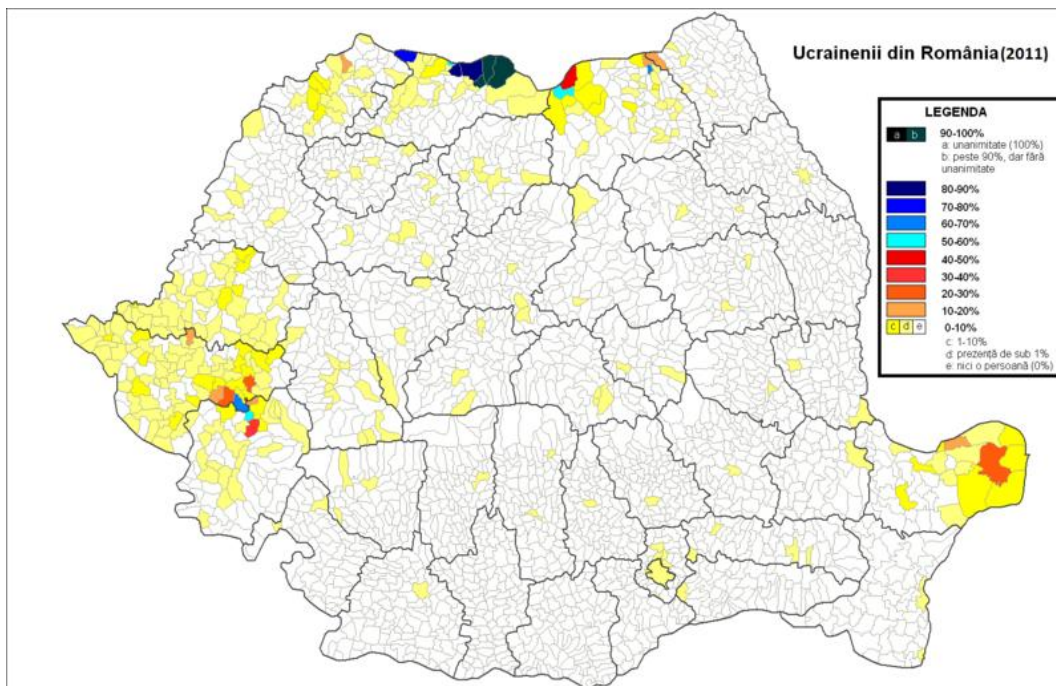 Ucrainenii din România(2011)
LEGENDA
a b 90-100%
a: unanimitate (100%)
b: peste 90%, dar fără
unanimitate
80-90%
70-80%
60-70%
50-60%
40-50%
30-40%
20-30%
10-20%
c d e 0-10%
c: 1-10%
d: prezență de sub 1%
e: nici o persoană (0%)